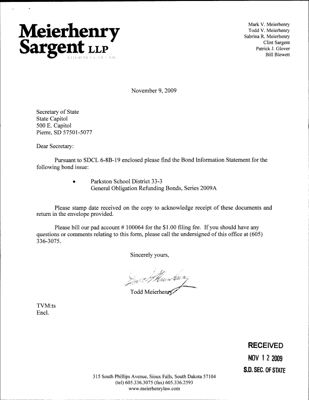 Meierhenry
Sargent LLP
Mark V. Meierhenry
Todd V. Meierhenry
Sabrina R. Meierhenry
Clint Sargent
Patrick J. Glover
Bill Blewett
November 9, 2009
Secretary of State
State Capitol
500 E. Capitol
Pierre, SD 57501-5077
Dear Secretary:
Pursuant to SDCL 6-8B-19 enclosed please find the Bond Information Statement for the
following bond issue:
• Parkston School District 33-3
General Obligation Refunding Bonds, Series 2009A
Please stamp date received on the copy to acknowledge receipt of these documents and
return in the envelope provided.
Please bill our pad account # 100064 for the $1.00 filing fee. If you should have any
questions or comments relating to this form, please call the undersigned of this office at (605)
336-3075.
Sincerely yours,
Todd Meierhenry
TVM:ts
Encl.
RECEIVED
NOV 12 2009
S.D. SEC. OF STATE
315 South Phillips Avenue, Sioux Falls, South Dakota 57104
(tel) 605.336.3075 (fax) 605.336.2593
www.meierhenrylaw.com